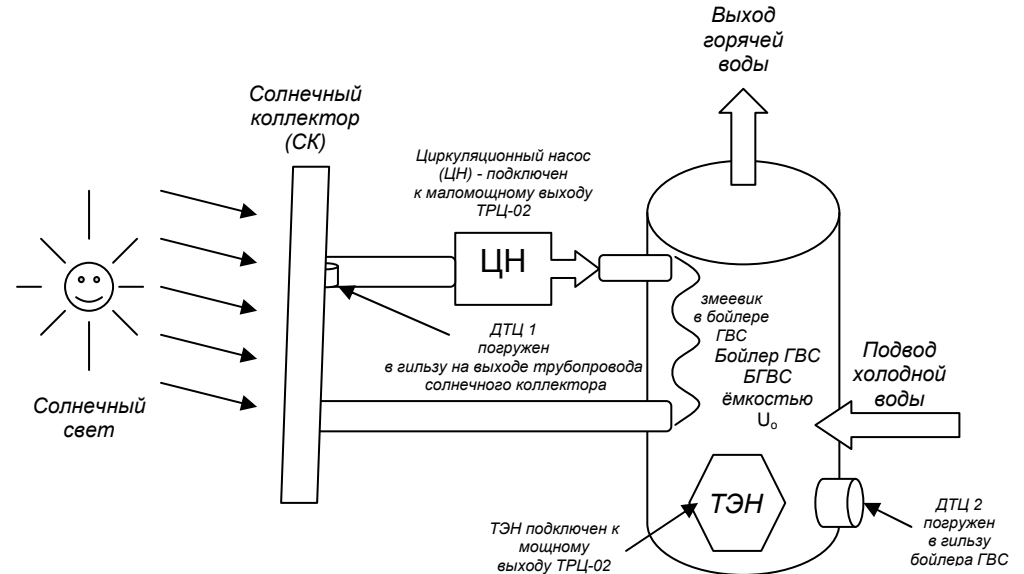 Выход
горячей
воды
Солнечный
коллектор
(СК)
Циркуляционный насос
(ЦН) - подключен
к маломощному выходу
ТРЦ-02
ЦН
змеевик
в бойлере
ГВС
ДТЦ 1
погружен
в гильзу на выходе трубопровода
солнечного коллектора
Бойлер ГВС
БГВС
ёмкостью
Uо
Подвод
холодной
воды
Солнечный
свет
ТЭН
ТЭН подключен к
мощному
выходу ТРЦ-02
ДТЦ 2
погружен
в гильзу
бойлера ГВС